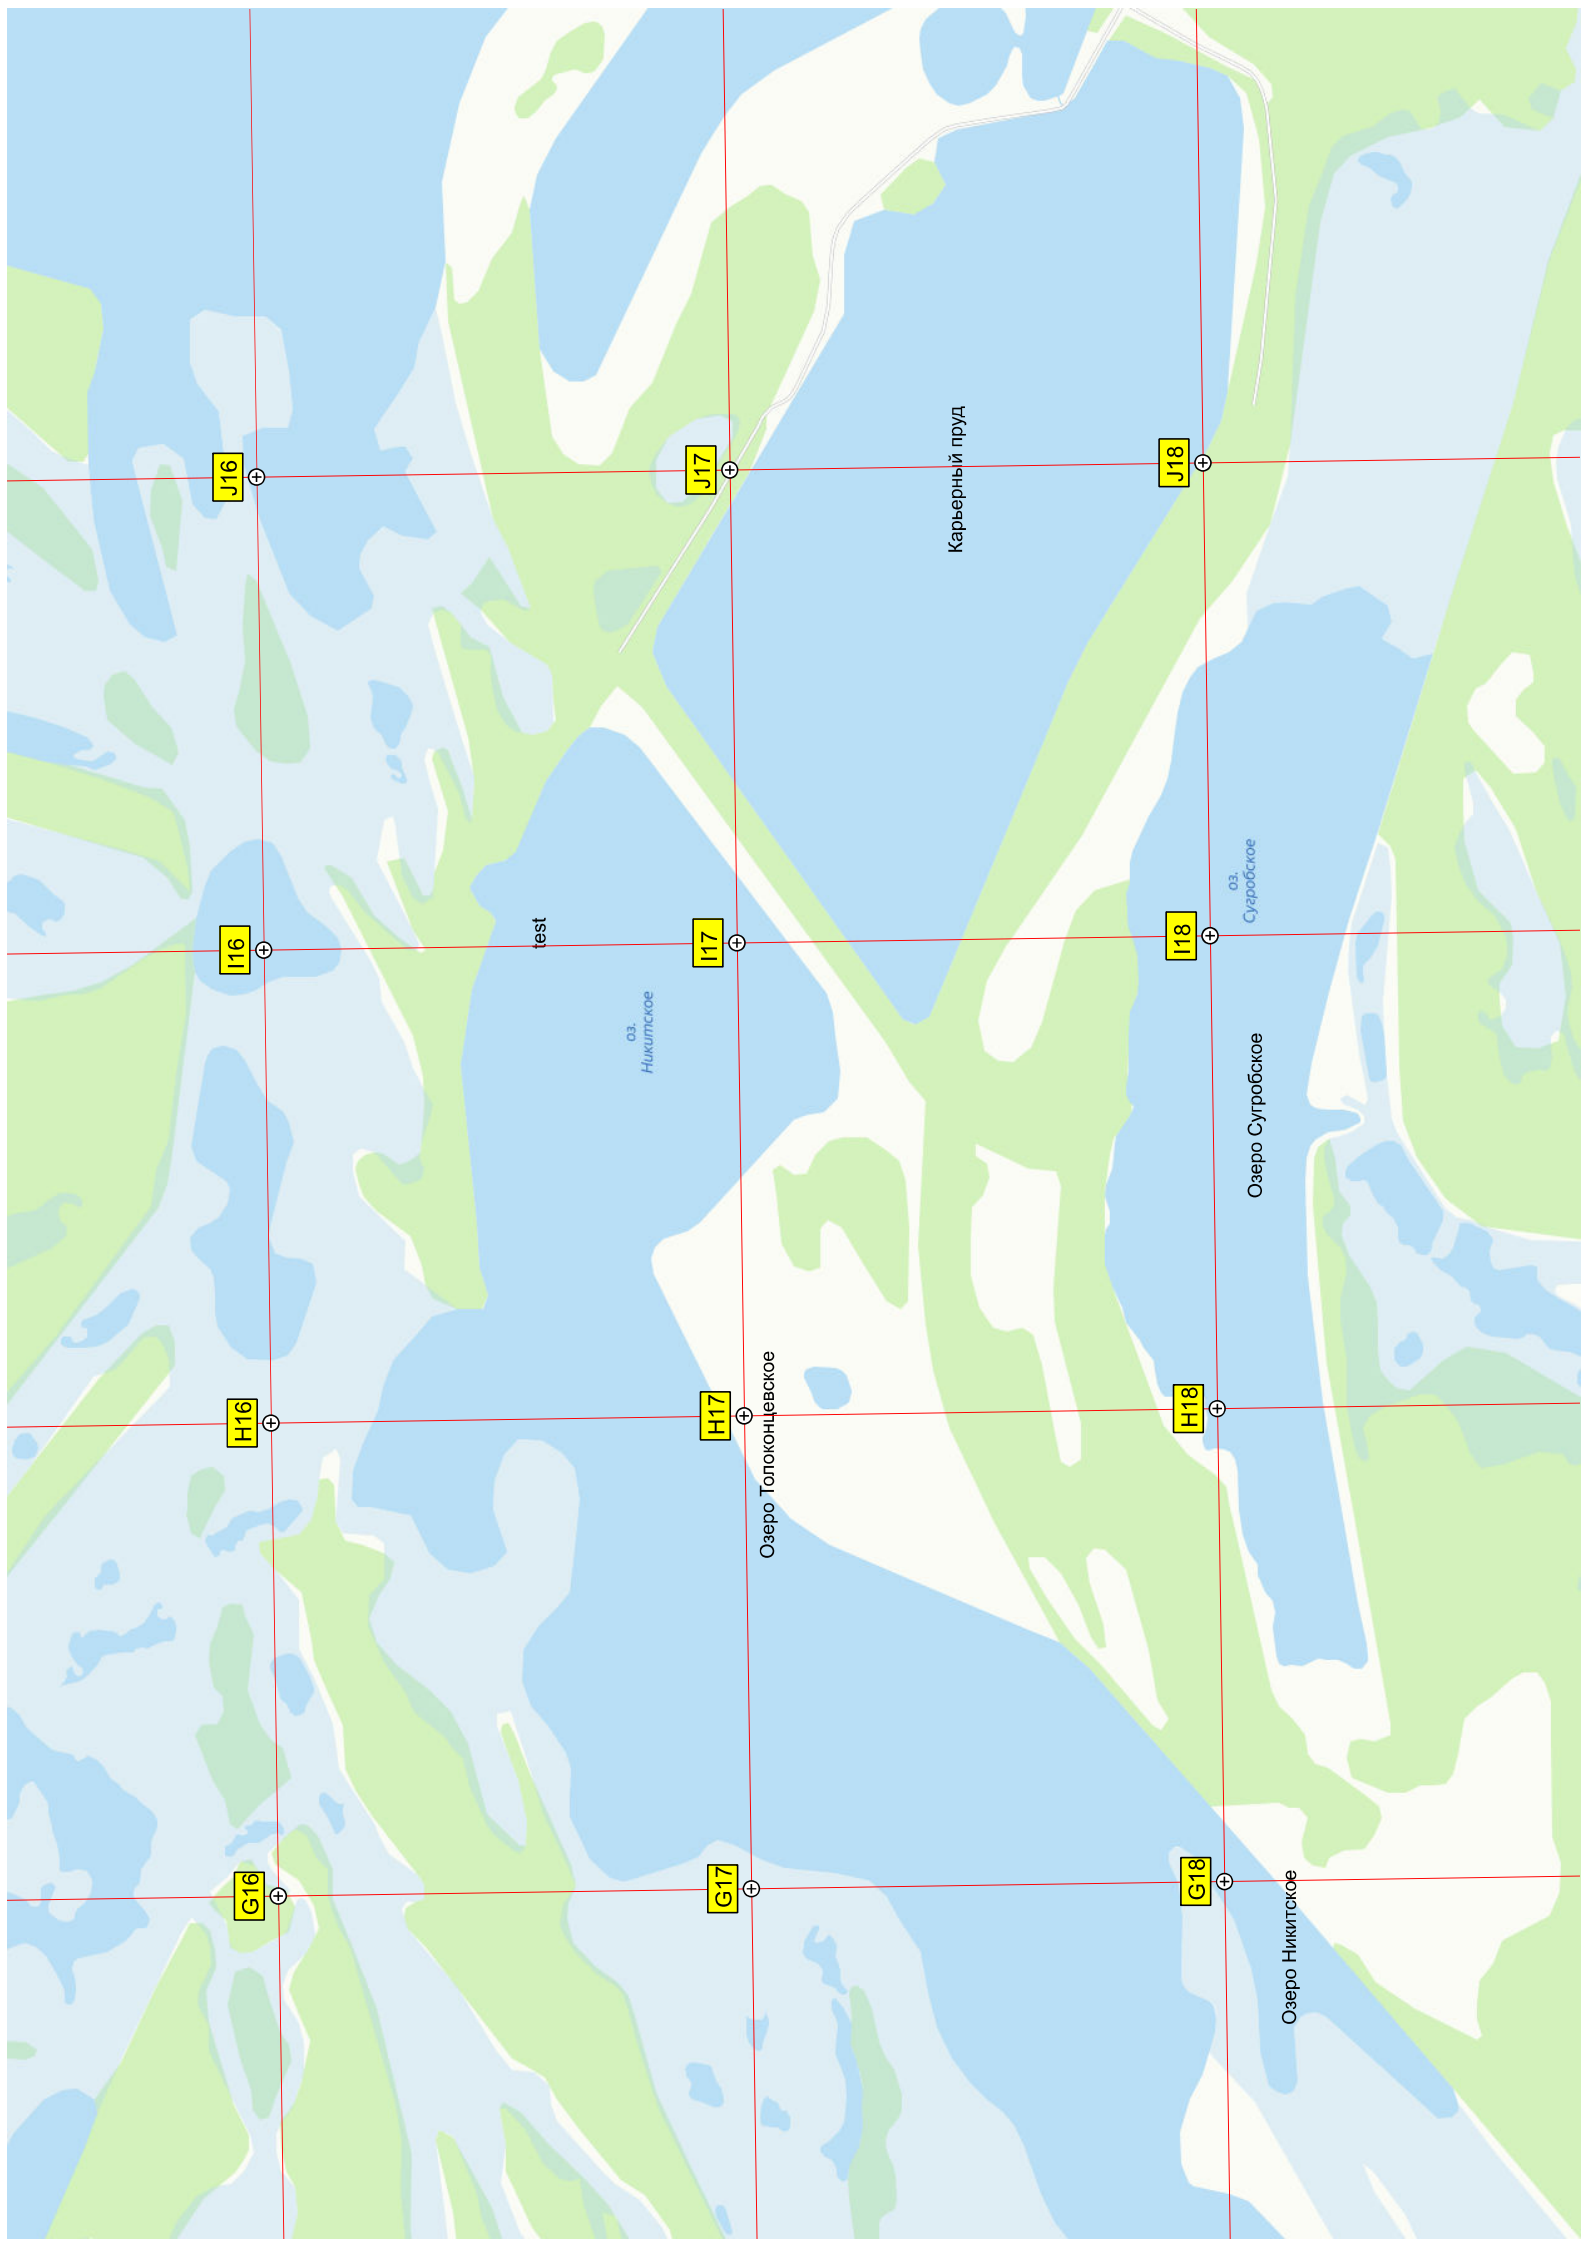 G16
H16
I16
J16
test
оз.
Никитское
G17
H17
I17
J17
Озеро Толоконцевское
Карьерный пруд
G18
H18
I18
J18
оз.
Сугробское
Озеро Сугробское
Озеро Никитское